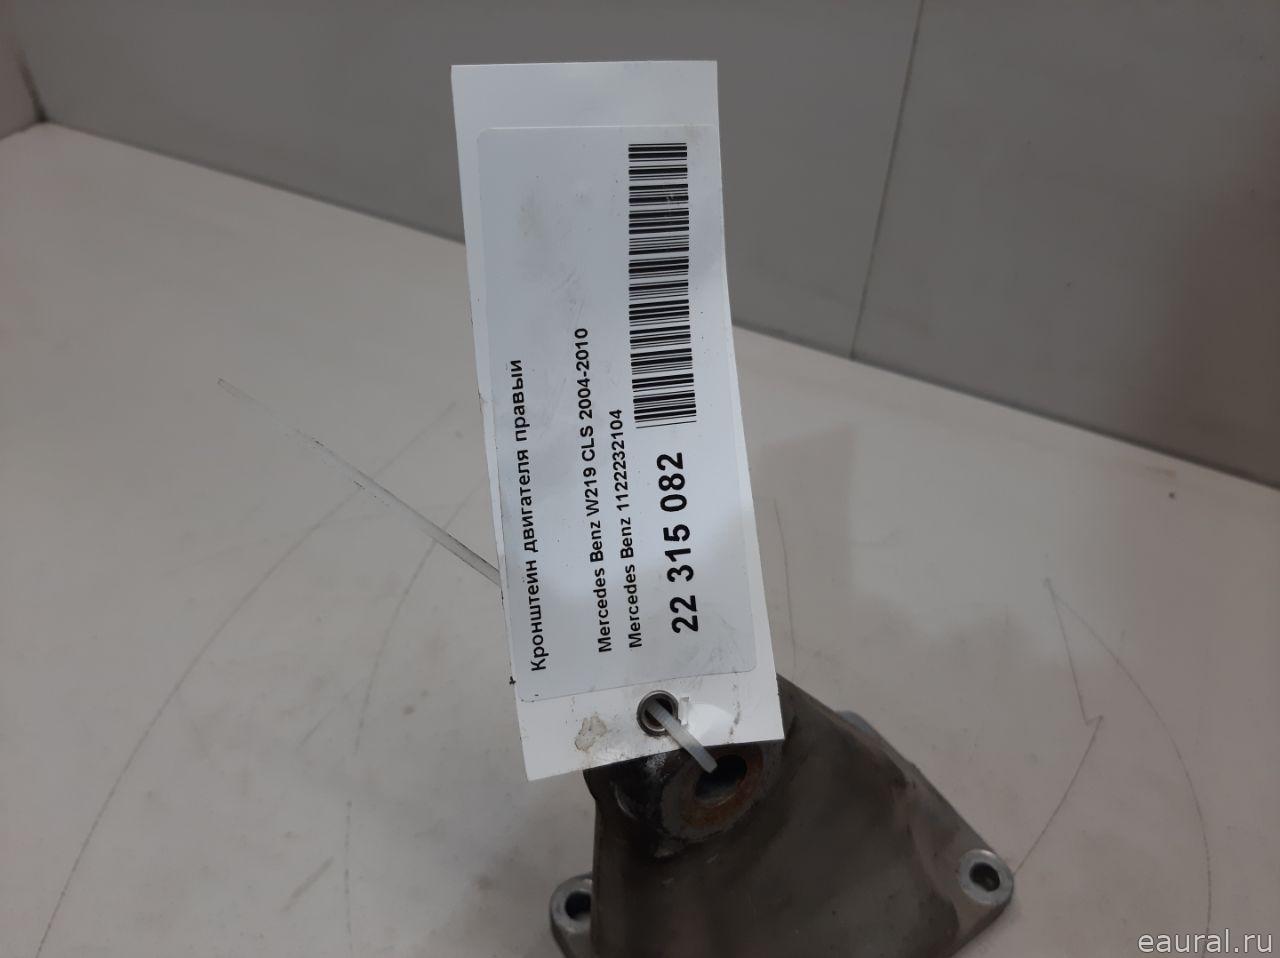 Кронштейн двигателя правый
Mercedes Benz W219 CLS 2004-2010
Mercedes Benz 1122232104
22 315 082
eaural.ru